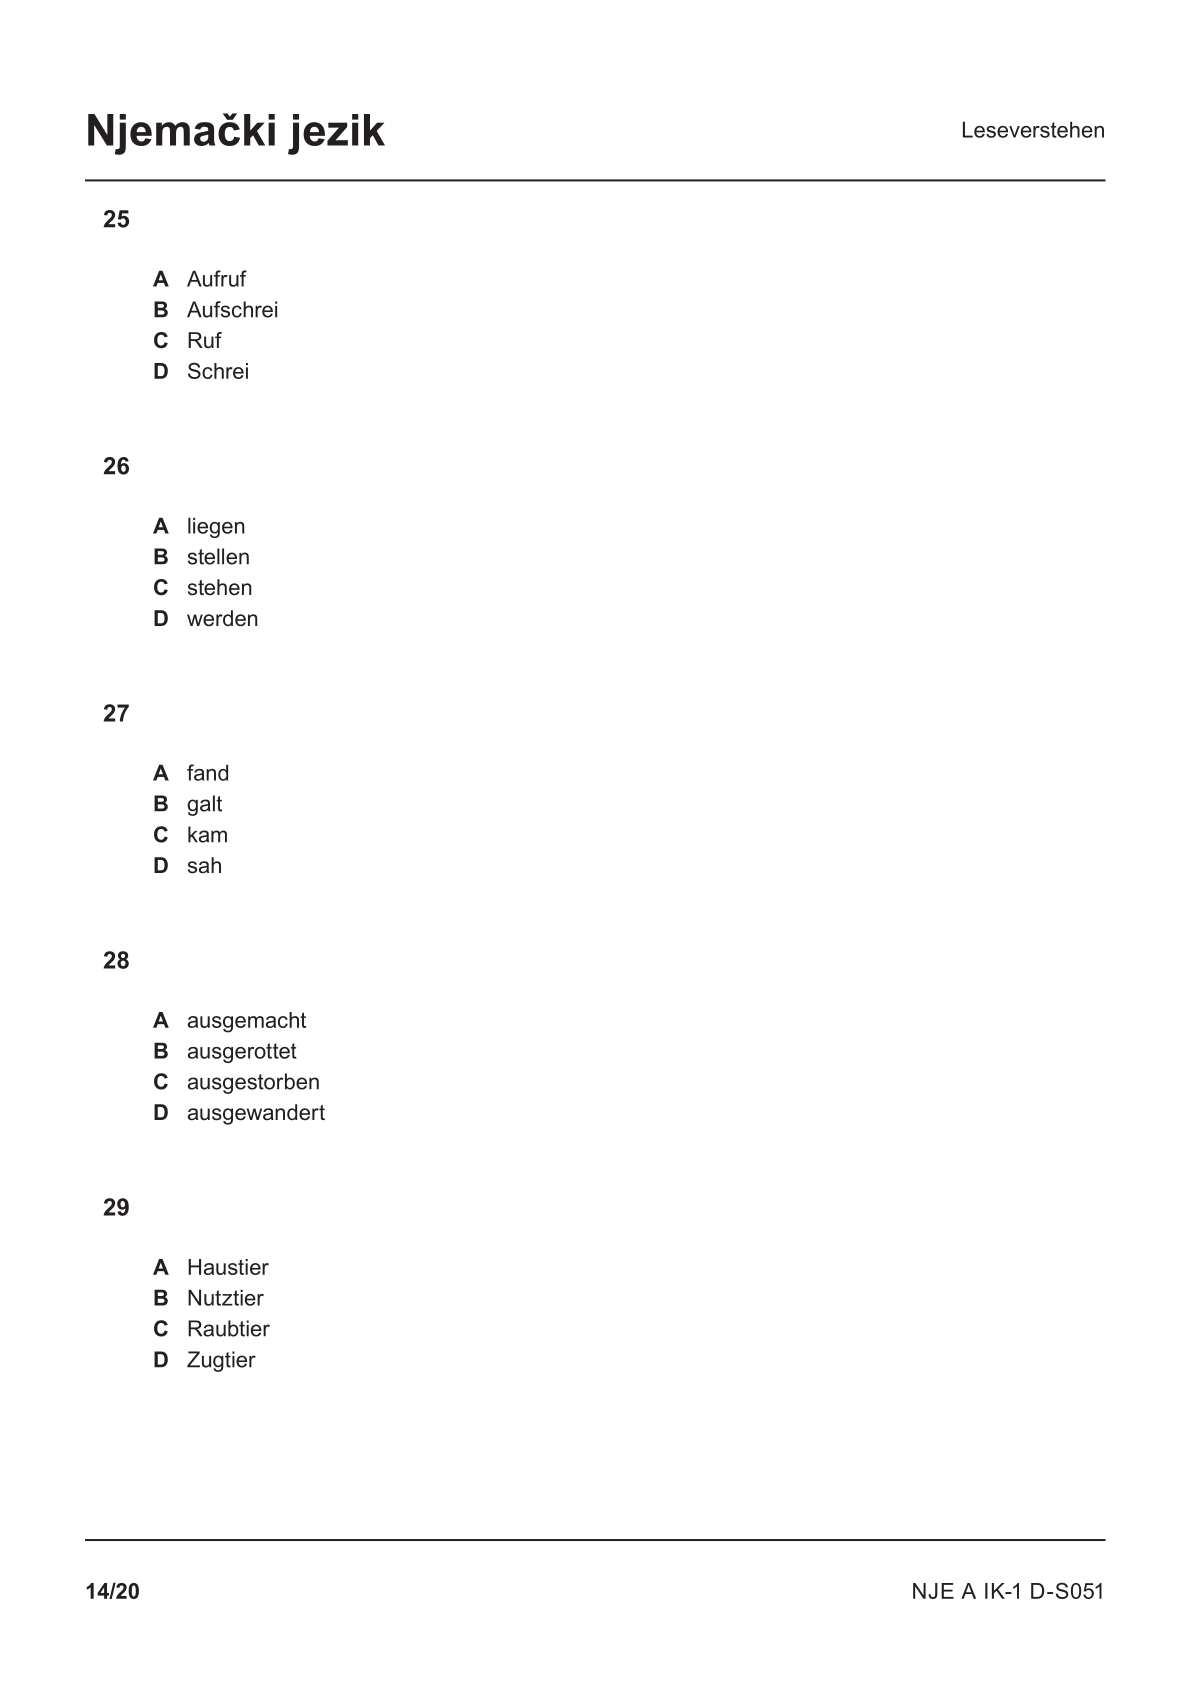 Njemački jezik
Leseverstehen
25
A Aufruf
B Aufschrei
C Ruf
D Schrei
26
A liegen
B stellen
C stehen
D werden
27
A fand
B galt
C kam
D sah
28
A ausgemacht
B ausgerottet
C ausgestorben
D ausgewandert
29
A Haustier
B Nutztier
C Raubtier
D Zugtier
14/20
NJE A IK-1 D-S051